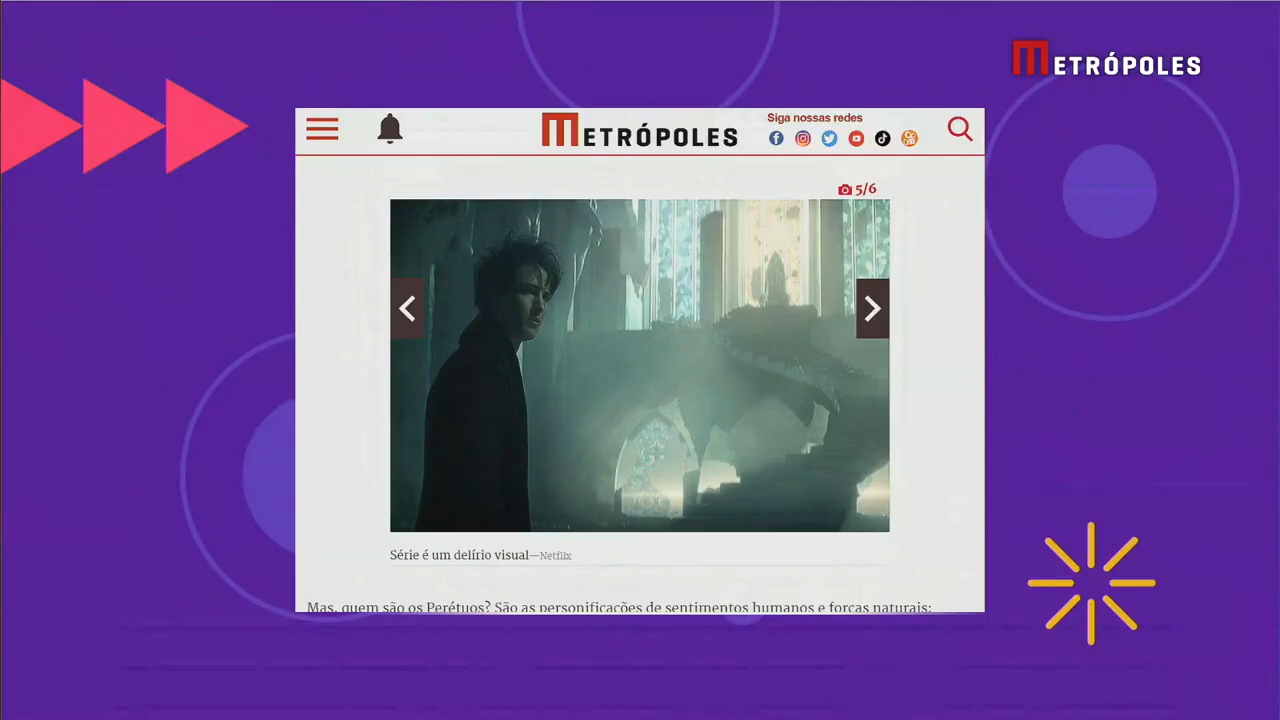 METRÓPOLES
METRÓPOLES
Siga nossas redes
5/6
Série é um delírio visual—Netflix
Mas, quem são os Perétuos? São as personificações de sentimentos humanos e forças naturais: